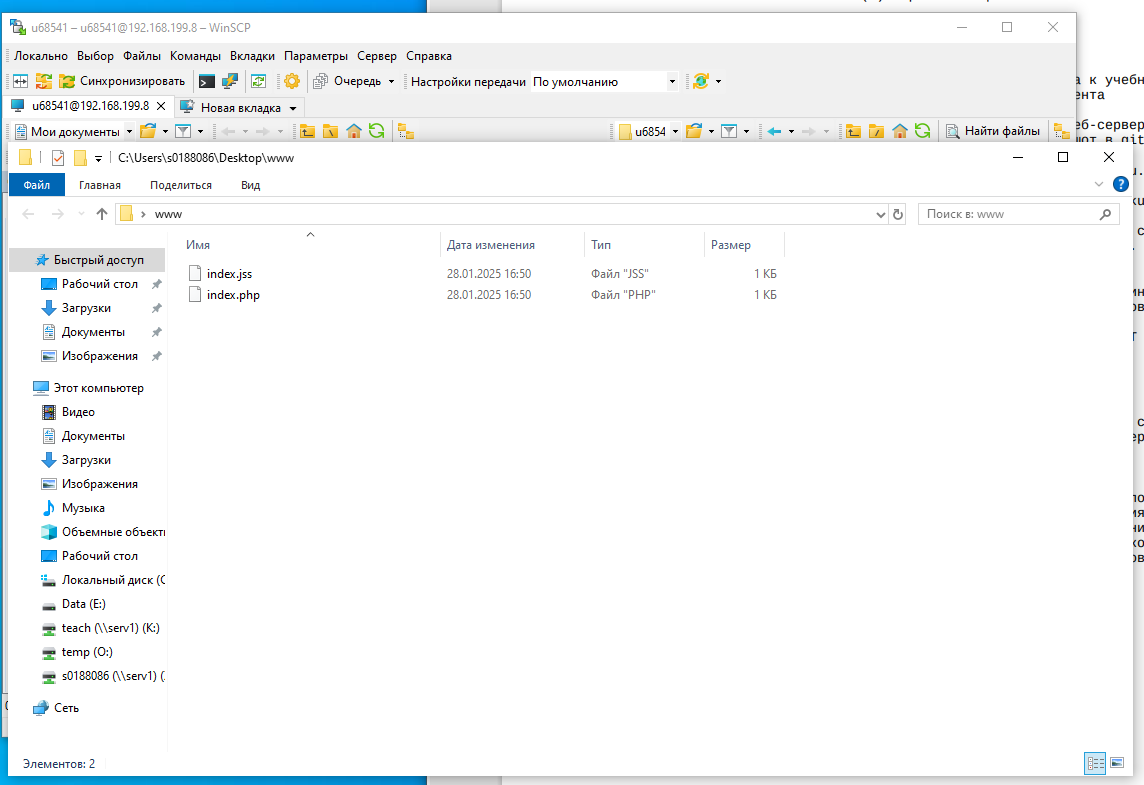 u68541 – u68541@192.168.199.8 – WinSCP
Локально Выбор Файлы Команды Вкладки Параметры Сервер Справка
Синхронизировать Очередь Настройки передачи По умолчанию
u68541@192.168.199.8 Новая вкладка
Мои документы u6854 Найти файлы
C:\Users\s0188086\Desktop\www
Файл Главная Поделиться Вид
www Поиск в: www
Имя Дата изменения Тип Размер
index.jss 28.01.2025 16:50 Файл "JSS" 1 КБ
index.php 28.01.2025 16:50 Файл "PHP" 1 КБ
Быстрый доступ
Рабочий стол
Загрузки
Документы
Изображения
Этот компьютер
Видео
Документы
Загрузки
Изображения
Музыка
Объемные объекты
Рабочий стол
Локальный диск (C
Data (E:)
teach (\\serv1) (K:)
temp (O:)
s0188086 (\\serv1) (
Сеть
Элементов: 2
а к учебн
ента
еб-сервер
шот в git